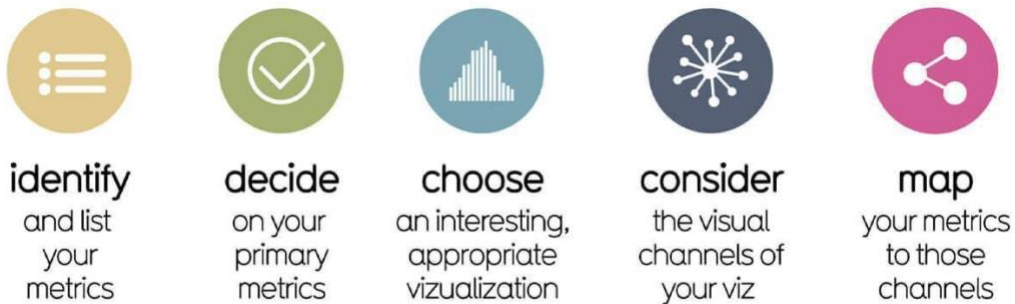 identify
and list
your
metrics
decide
on your
primary
metrics
choose
an interesting,
appropriate
vizualization
consider
the visual
channels of
your viz
map
your metrics
to those
channels